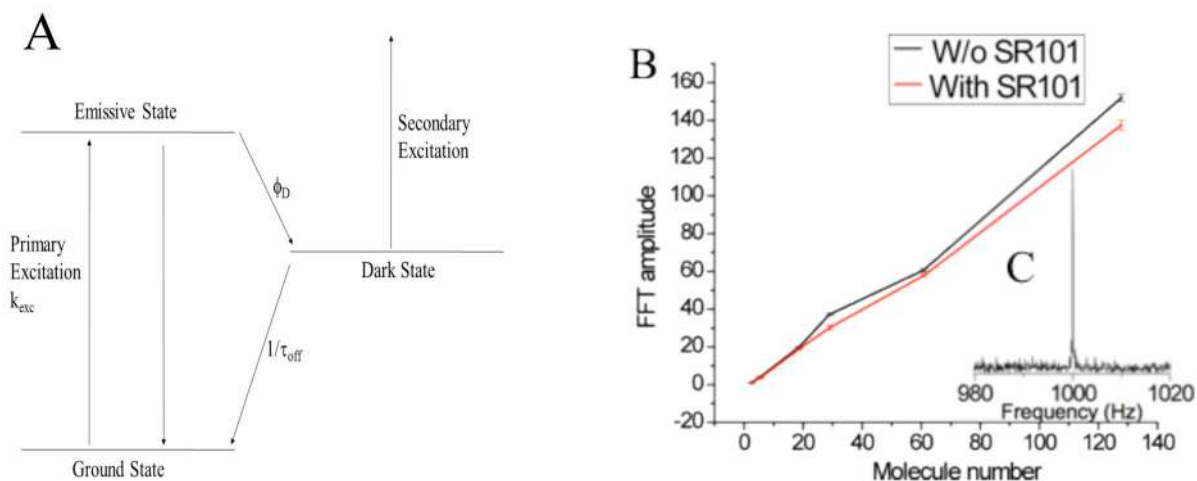 A
Emissive State
Secondary
Excitation
ϕD
Primary
Excitation
kexc
Dark State
1/τoff
Ground State
B
W/o SR101
With SR101
FFT amplitude
160
140
120
100
80
60
40
20
0
-20
C
980 1000 1020
Frequency (Hz)
0 20 40 60 80 100 120 140
Molecule number